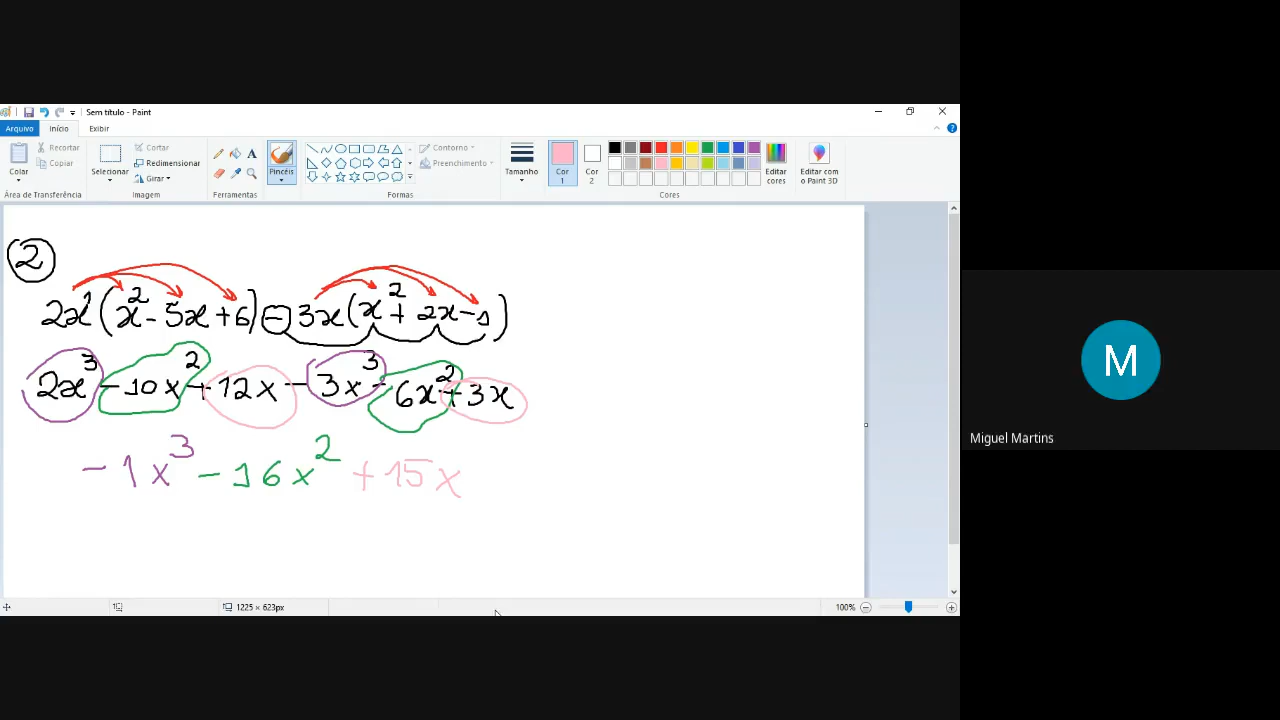 Sem título - Paint
Arquivo Início Exibir
Colar
Recortar
Copiar
Área de Transferência
Selecionar
Cortar
Redimensionar
Girar
Imagem
A
Ferramentas
Pincéis
Contorno
Preenchimento
Formas
Tamanho
Cor 1
Cor 2
Editar cores
Cores
Editar com o Paint 3D
2
2x¹(x² - 5x + 6) - 3x(x² + 2x - 1)
2x³ - 10x² + 12x - 3x³ - 6x² + 3x
- 1x³ - 16x² + 15x
1225 × 623px
100%
M
Miguel Martins